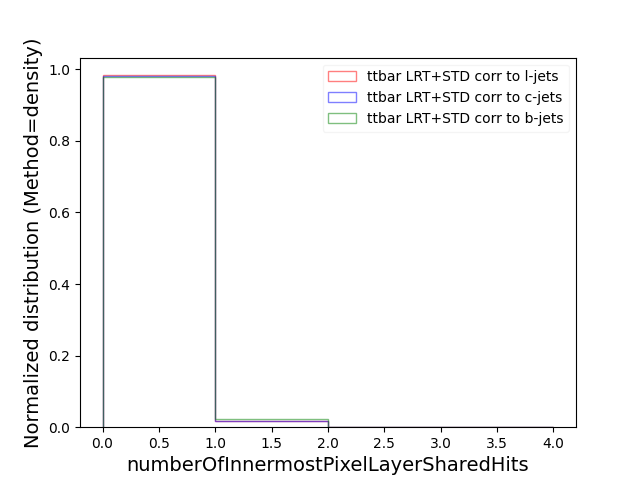 ttbar LRT+STD corr to l-jets
ttbar LRT+STD corr to c-jets
ttbar LRT+STD corr to b-jets
Normalized distribution (Method=density)
1.0
0.8
0.6
0.4
0.2
0.0
0.0 0.5 1.0 1.5 2.0 2.5 3.0 3.5 4.0
numberOfInnermostPixelLayerSharedHits